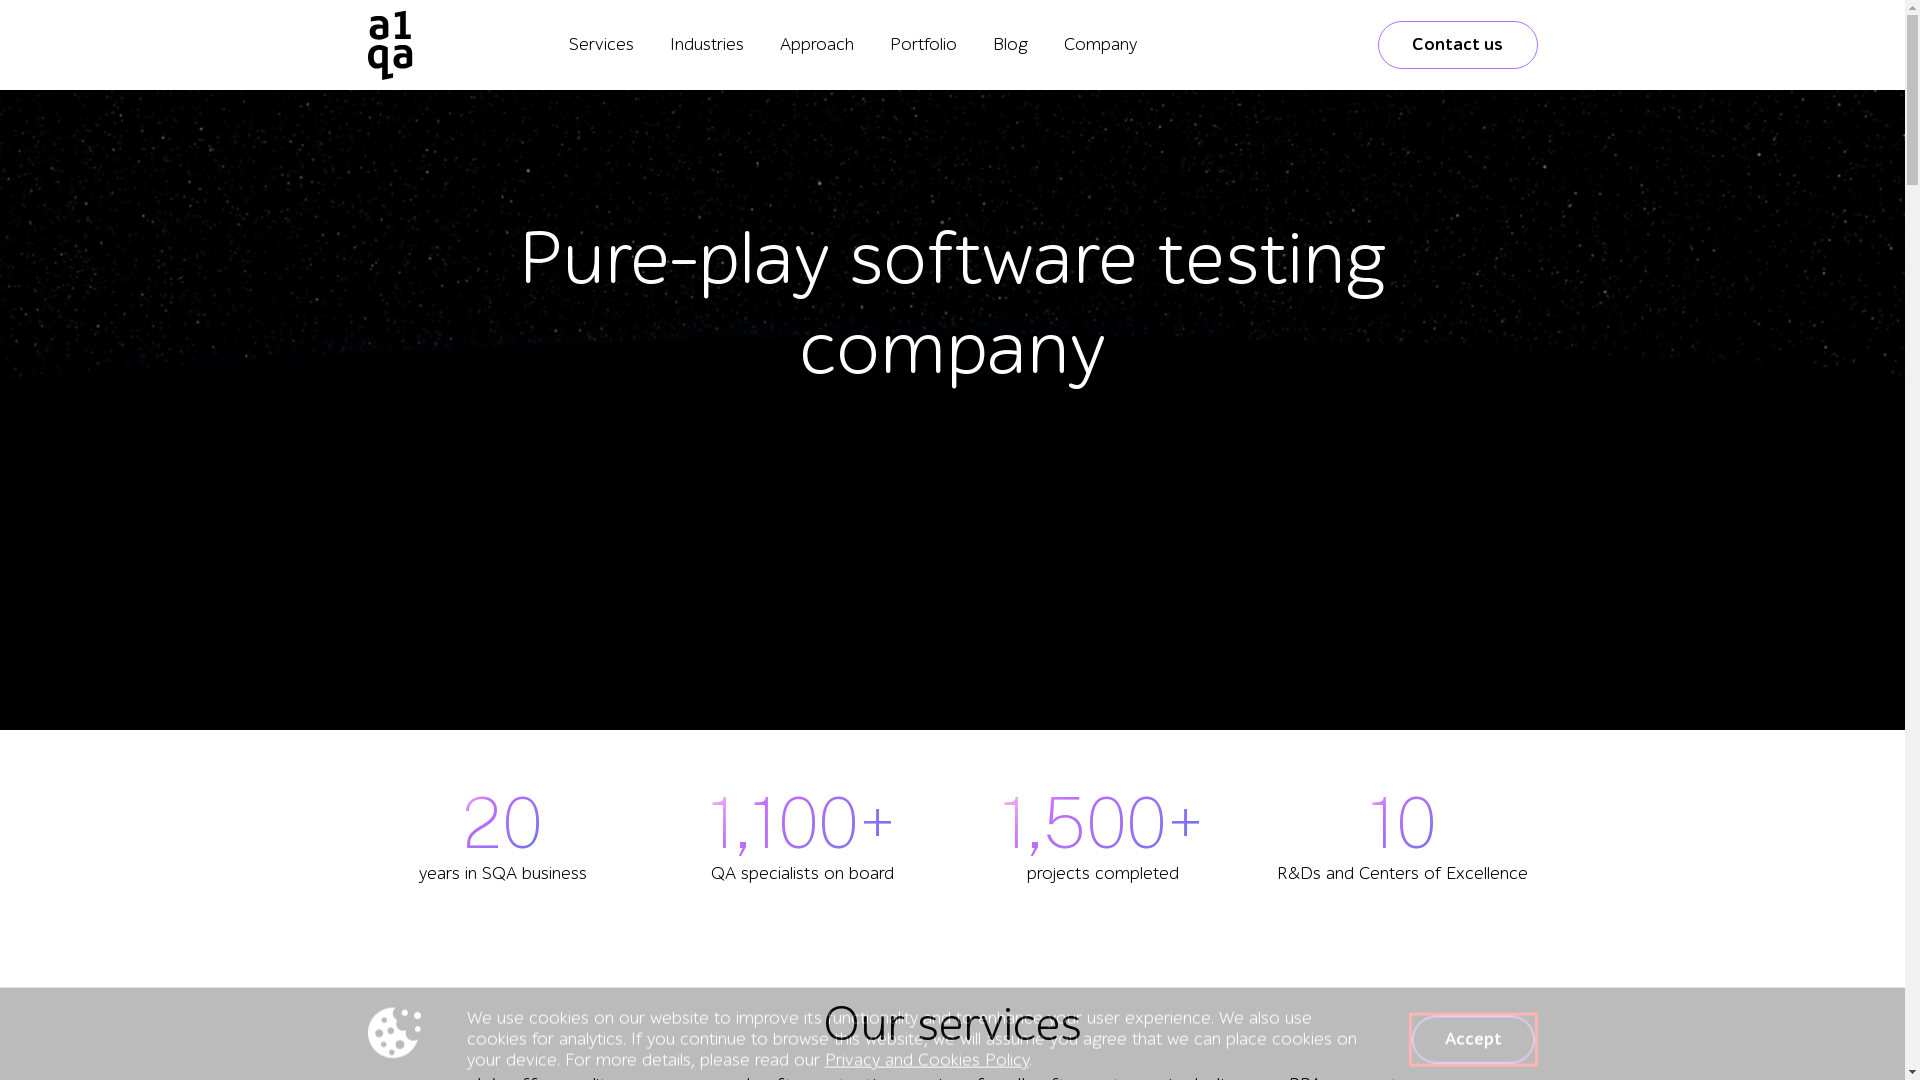 a1
qa
Services
Industries
Approach
Portfolio
Blog
Company
Contact us
Pure-play software testing
company
20
years in SQA business
1,100+
QA specialists on board
1,500+
projects completed
10
R&Ds and Centers of Excellence
Our services
We use cookies on our website to improve its functionality and to enhance your user experience. We also use
cookies for analytics. If you continue to browse this website, we will assume you agree that we can place cookies on
your device. For more details, please read our Privacy and Cookies Policy.
Accept